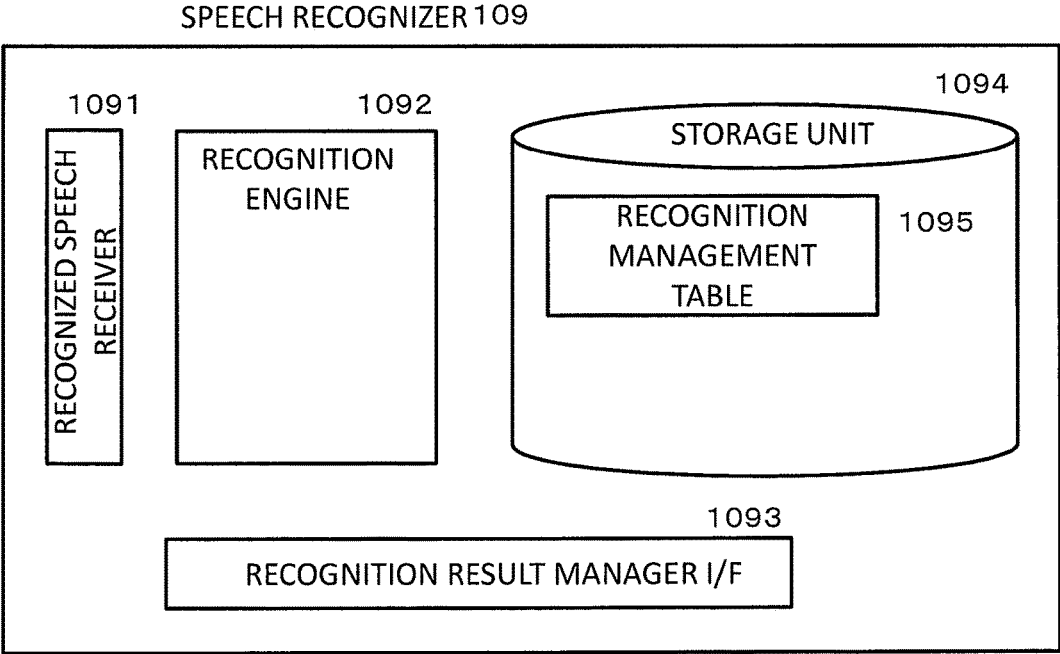 SPEECH RECOGNIZER 109
1091
RECOGNIZED SPEECH
RECEIVER
1092
RECOGNITION
ENGINE
1094
STORAGE UNIT
RECOGNITION
MANAGEMENT
TABLE
1095
1093
RECOGNITION RESULT MANAGER I/F